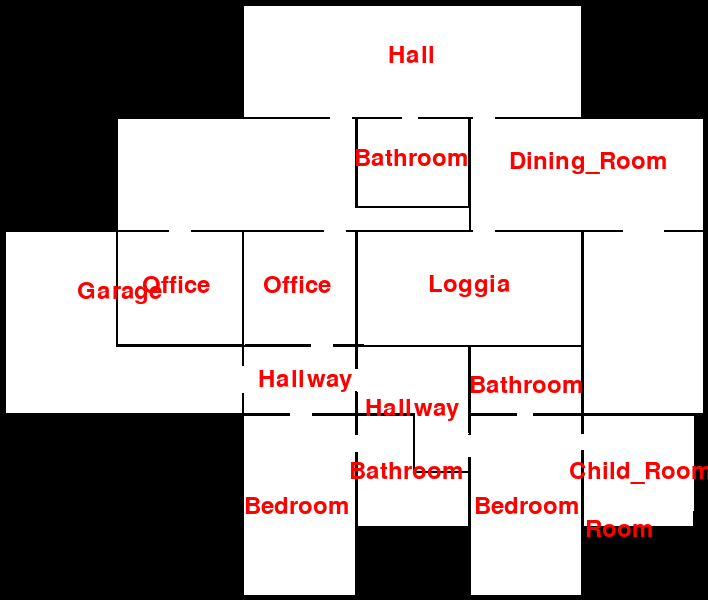 Hall
Bathroom
Dining_Room
Garage
Office
Office
Loggia
Hallway
Bathroom
Hallway
Bathroom
Child_Room
Bedroom
Bedroom
Room